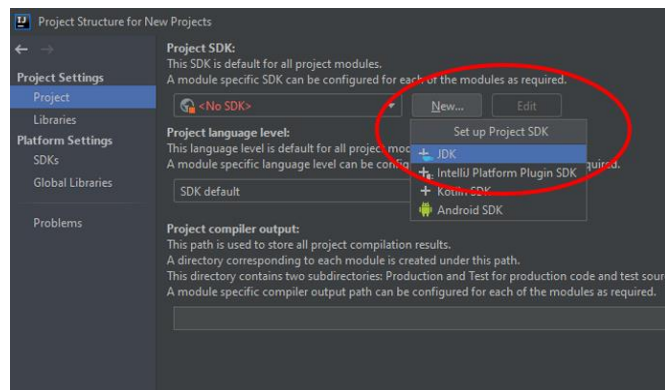 Project Structure for New Projects
Project Settings
Project
Libraries
Platform Settings
SDKs
Global Libraries
Problems
Project SDK:
This SDK is default for all project modules.
A module specific SDK can be configured for each of the modules as required.
<No SDK>
New...
Edit
Set up Project SDK
JDK
IntelliJ Platform Plugin SDK
Kotlin SDK
Android SDK
Project language level:
This language level is default for all project mod
A module specific language level can be config quired.
SDK default
Project compiler output:
This path is used to store all project compilation results.
A directory corresponding to each module is created under this path.
This directory contains two subdirectories: Production and Test for production code and test sour
A module specific compiler output path can be configured for each of the modules as required.